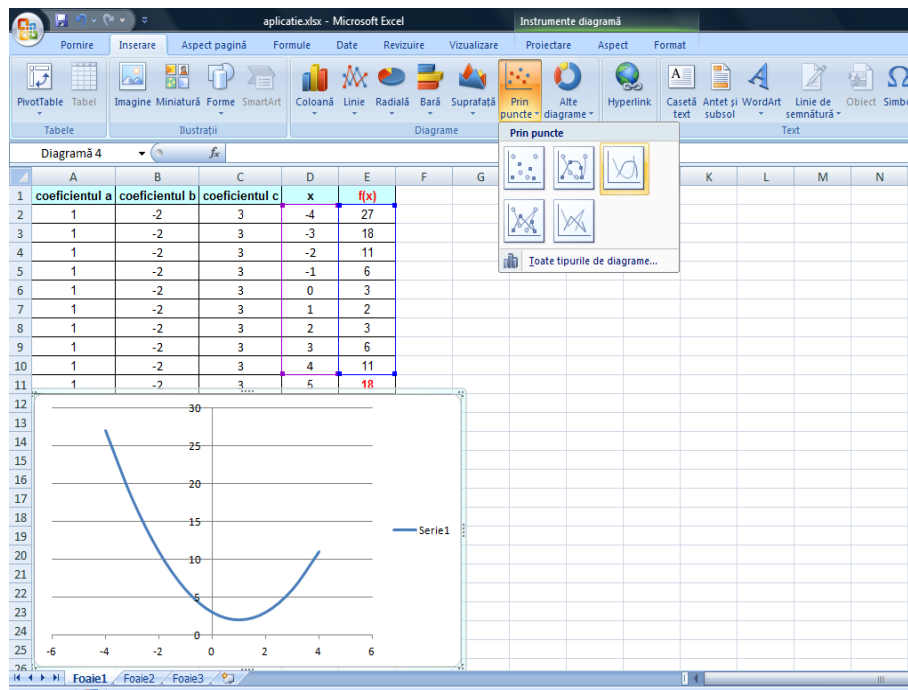 aplicatie.xlsx - Microsoft Excel Instrumente diagramă
Pornire Inserare Aspect pagină Formule Date Revizuire Vizualizare Proiectare Aspect Format
PivotTable Tabel Imagine Miniatură Forme SmartArt Coloană Linie Radială Bară Suprafață Prin puncte Alte diagrame Hyperlink Casetă text Antet și subsol WordArt Linie de semnătură Obiect Simbo
Tabele Ilustrații Diagrame Text
Prin puncte
Toate tipurile de diagrame...
Diagramă 4 fx
A B C D E F G K L M N
1 coeficientul a coeficientul b coeficientul c x f(x)
2 1 -2 3 -4 27
3 1 -2 3 -3 18
4 1 -2 3 -2 11
5 1 -2 3 -1 6
6 1 -2 3 0 3
7 1 -2 3 1 2
8 1 -2 3 2 3
9 1 -2 3 3 6
10 1 -2 3 4 11
11 1 -2 3 5 18
12
13
14
15
16
17
18
19
20
21
22
23
24
25
26
30
25
20
15
10
5
0
-6 -4 -2 0 2 4 6
Serie1
Foaie1 Foaie2 Foaie3